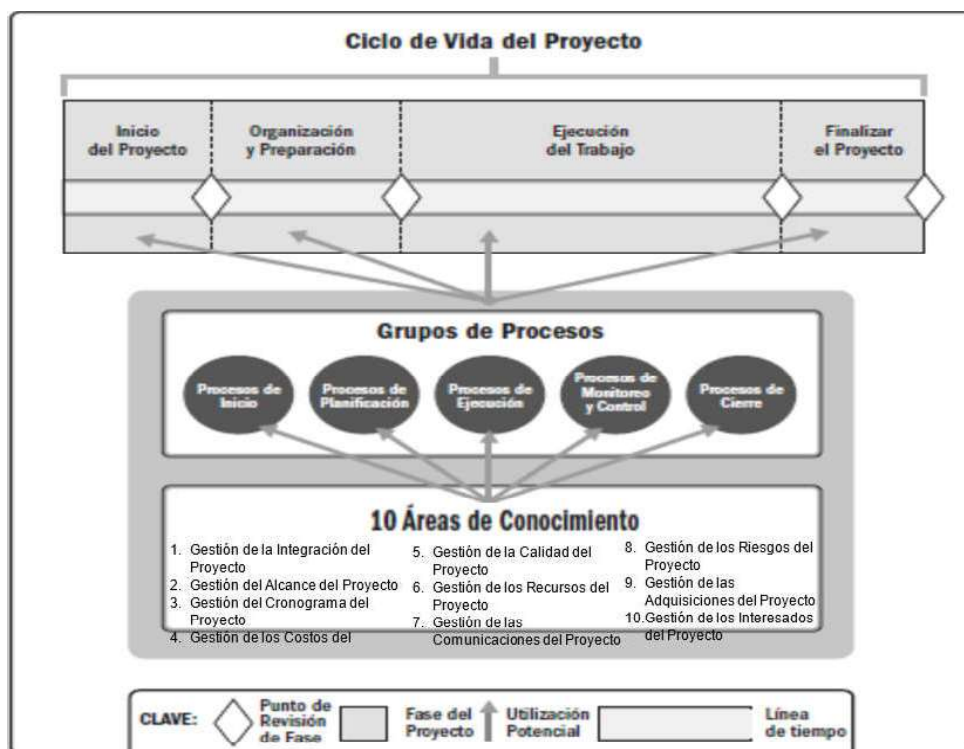 Ciclo de Vida del Proyecto
Inicio
del Proyecto
Organización
y Preparación
Ejecución
del Trabajo
Finalizar
el Proyecto
Grupos de Procesos
Procesos de
Inicio
Procesos de
Planificación
Procesos de
Ejecución
Procesos de
Monitoreo
y Control
Procesos de
Cierre
10 Áreas de Conocimiento
1. Gestión de la Integración del
Proyecto
2. Gestión del Alcance del Proyecto
3. Gestión del Cronograma del
Proyecto
4. Gestión de los Costos del
5. Gestión de la Calidad del
Proyecto
6. Gestión de los Recursos del
Proyecto
7. Gestión de las
Comunicaciones del Proyecto
8. Gestión de los Riesgos del
Proyecto
9. Gestión de las
Adquisiciones del Proyecto
10.Gestión de los Interesados
del Proyecto
CLAVE:
Punto de
Revisión
de Fase
Fase del
Proyecto
Utilización
Potencial
Línea
de tiempo